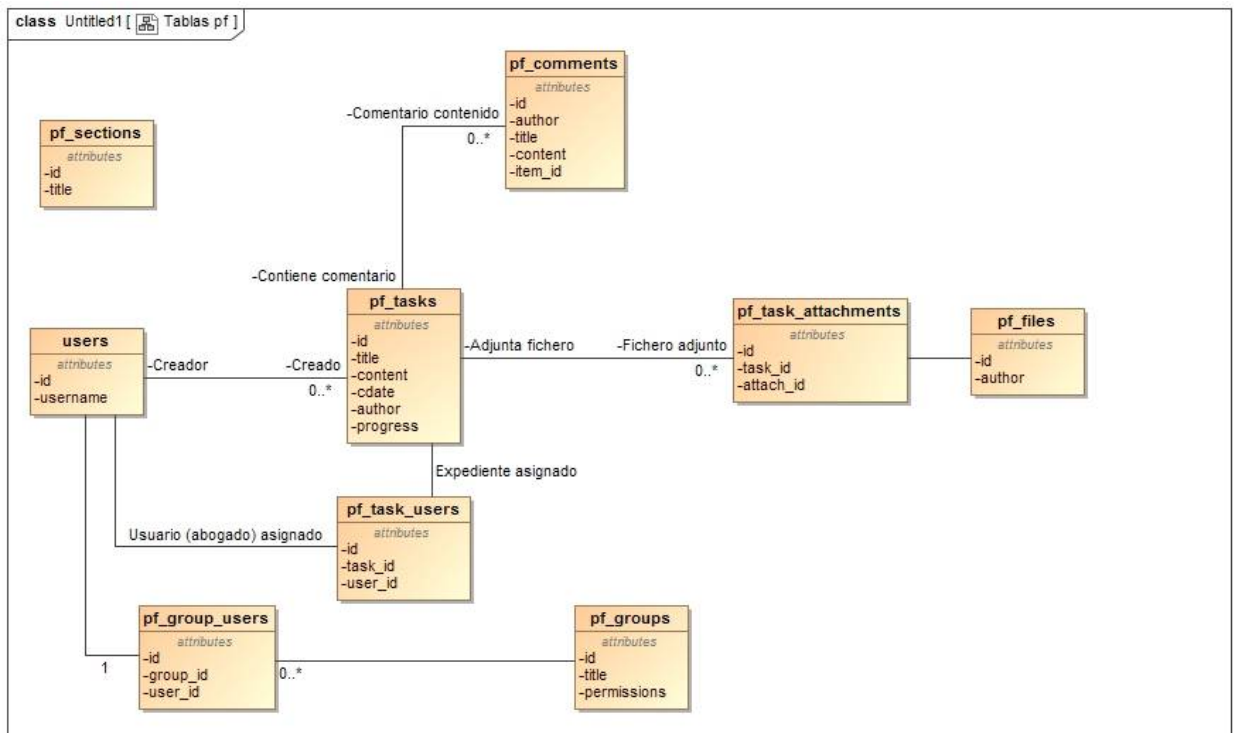 class Untitled1 [ Tablas pf ]
pf_comments
attributes
-id
-author
-title
-content
-item_id
-Comentario contenido
0..*
pf_sections
attributes
-id
-title
-Contiene comentario
pf_tasks
attributes
-id
-title
-content
-cdate
-author
-progress
users
attributes
-id
-username
-Creador
-Creado
0..*
-Adjunta fichero
-Fichero adjunto
0..*
pf_task_attachments
attributes
-id
-task_id
-attach_id
pf_files
attributes
-id
-author
Expediente asignado
pf_task_users
attributes
-id
-task_id
-user_id
Usuario (abogado) asignado
pf_group_users
attributes
-id
-group_id
-user_id
1
0..*
pf_groups
attributes
-id
-title
-permissions